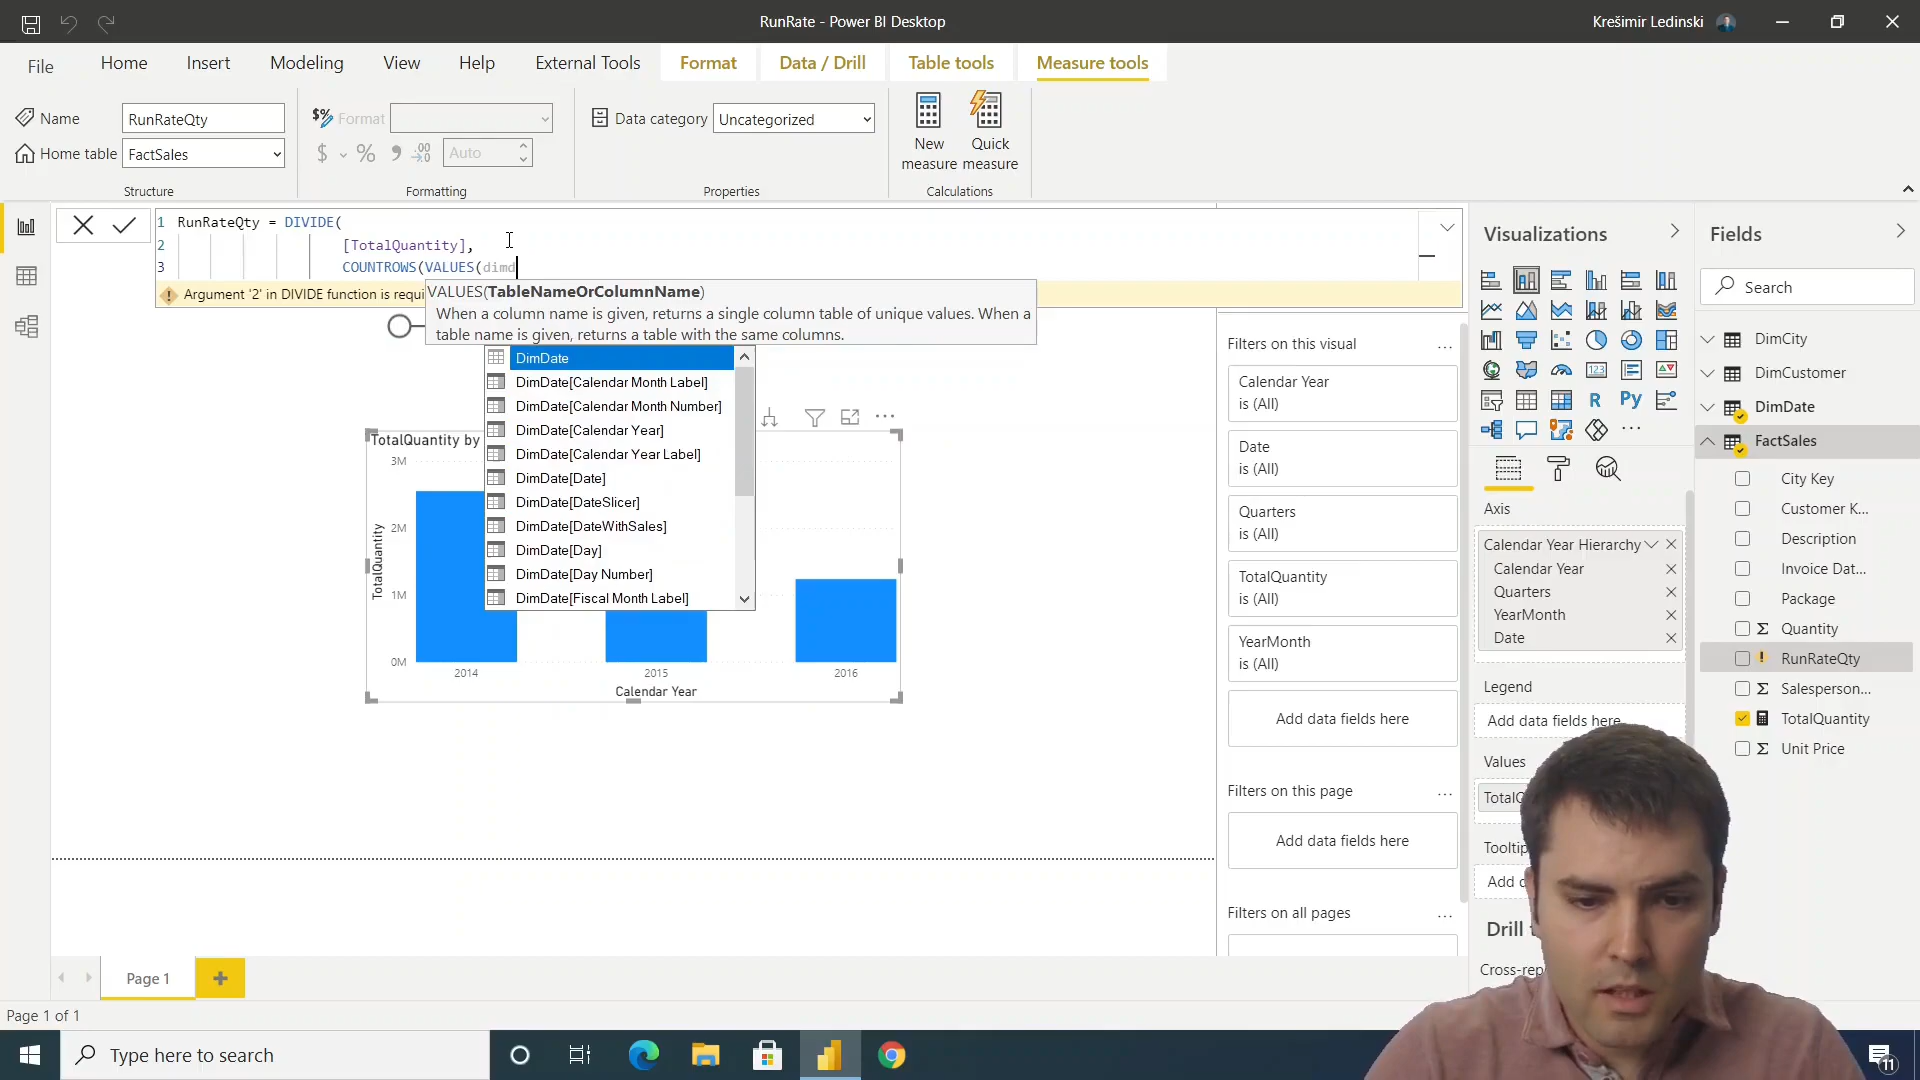 RunRate - Power BI Desktop
Krešimir Ledinski
File Home Insert Modeling View Help External Tools Format Data / Drill Table tools Measure tools
Name RunRateQty
Home table FactSales
Structure
$% Format
$ % 9 .00 Auto
Formatting
Data category Uncategorized
Properties
New measure
Quick measure
Calculations
1 RunRateQty = DIVIDE(
2 [TotalQuantity],
3 COUNTROWS(VALUES(dimd
Argument '2' in DIVIDE function is requi
VALUES(TableNameOrColumnName)
When a column name is given, returns a single column table of unique values. When a
table name is given, returns a table with the same columns.
DimDate
DimDate[Calendar Month Label]
DimDate[Calendar Month Number]
DimDate[Calendar Year]
DimDate[Calendar Year Label]
DimDate[Date]
DimDate[DateSlicer]
DimDate[DateWithSales]
DimDate[Day]
DimDate[Day Number]
DimDate[Fiscal Month Label]
TotalQuantity by
3M
2M
1M
0M
TotalQuantity
2014 2015 2016
Calendar Year
Filters on this visual ...
Calendar Year
is (All)
Date
is (All)
Quarters
is (All)
TotalQuantity
is (All)
YearMonth
is (All)
Add data fields here
Filters on this page ...
Add data fields here
Filters on all pages ...
Visualizations
123
R Py
...
Axis
Calendar Year Hierarchy
Calendar Year
Quarters
YearMonth
Date
Legend
Add data fields here
Values
TotalQ
Tooltip
Add d
Drill t
Cross-rep
Fields
Search
DimCity
DimCustomer
DimDate
FactSales
City Key
Customer K...
Description
Invoice Dat...
Package
Σ Quantity
RunRateQty
Σ Salesperson...
TotalQuantity
Σ Unit Price
Page 1
+
Page 1 of 1
Type here to search
11